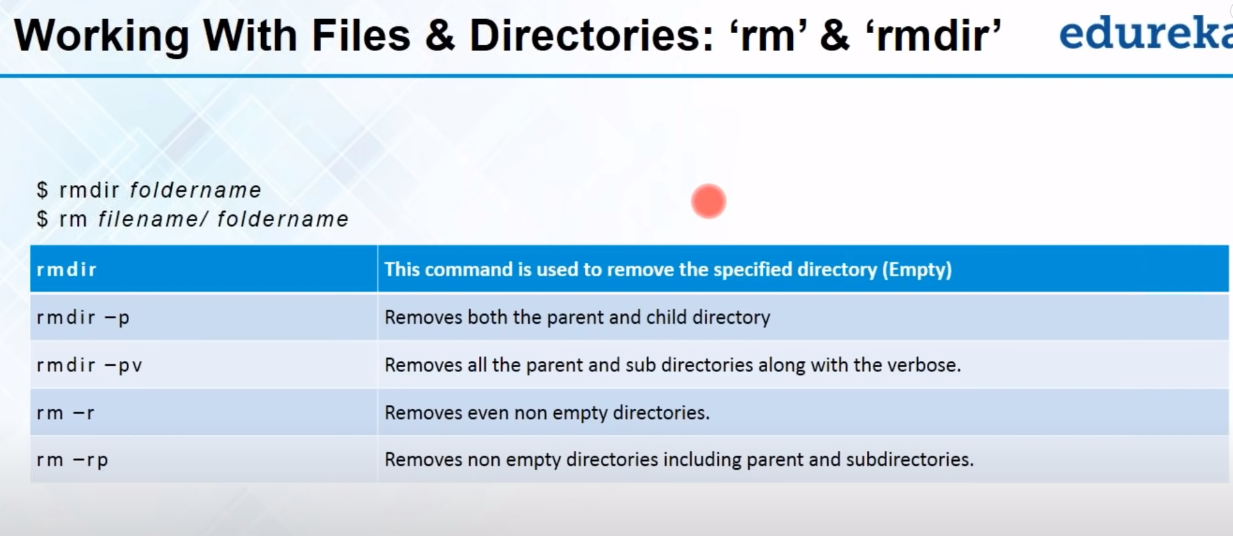 Working With Files & Directories: ‘rm’ & ‘rmdir’
edureka
$ rmdir foldername
$ rm filename/ foldername
rmdir This command is used to remove the specified directory (Empty)
rmdir –p Removes both the parent and child directory
rmdir –pv Removes all the parent and sub directories along with the verbose.
rm –r Removes even non empty directories.
rm –rp Removes non empty directories including parent and subdirectories.